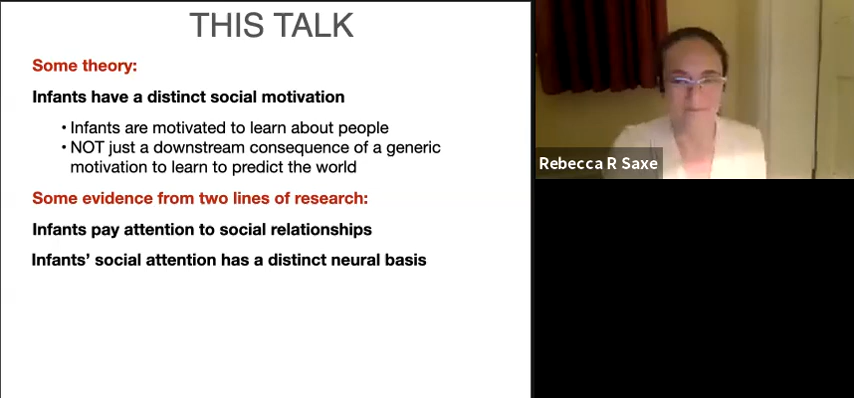 THIS TALK
Some theory:
Infants have a distinct social motivation
• Infants are motivated to learn about people
• NOT just a downstream consequence of a generic
motivation to learn to predict the world
Some evidence from two lines of research:
Infants pay attention to social relationships
Infants’ social attention has a distinct neural basis
Rebecca R Saxe